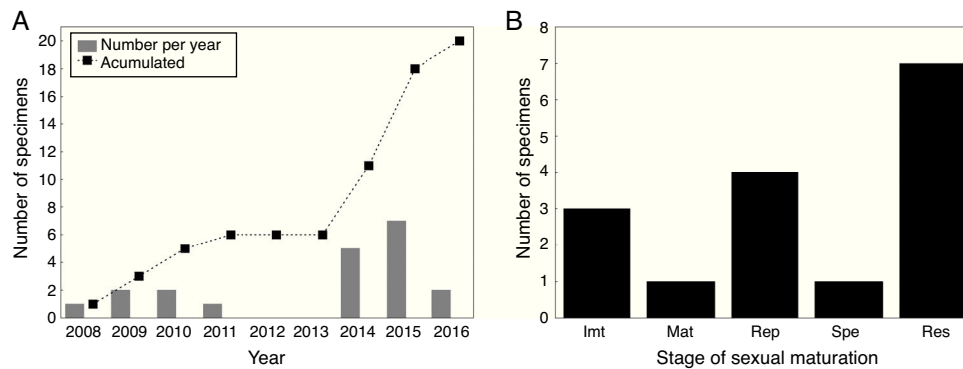 A
Number of specimens
20
18
16
14
12
10
8
6
4
2
0
Number per year
Acumulated
2008 2009 2010 2011 2012 2013 2014 2015 2016
Year
B
Number of specimens
8
7
6
5
4
3
2
1
0
Imt Mat Rep Spe Res
Stage of sexual maturation